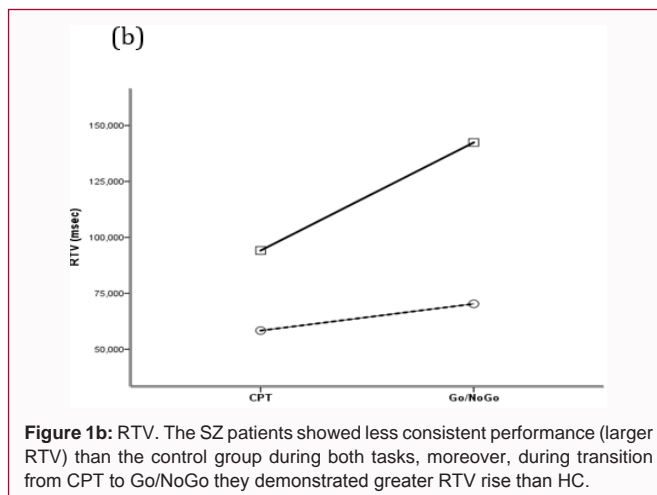 (b)
150,000
125,000
100,000
75,000
50,000
RTV (msec)
CPT Go/NoGo
Figure 1b: RTV. The SZ patients showed less consistent performance (larger
RTV) than the control group during both tasks, moreover, during transition
from CPT to Go/NoGo they demonstrated greater RTV rise than HC.